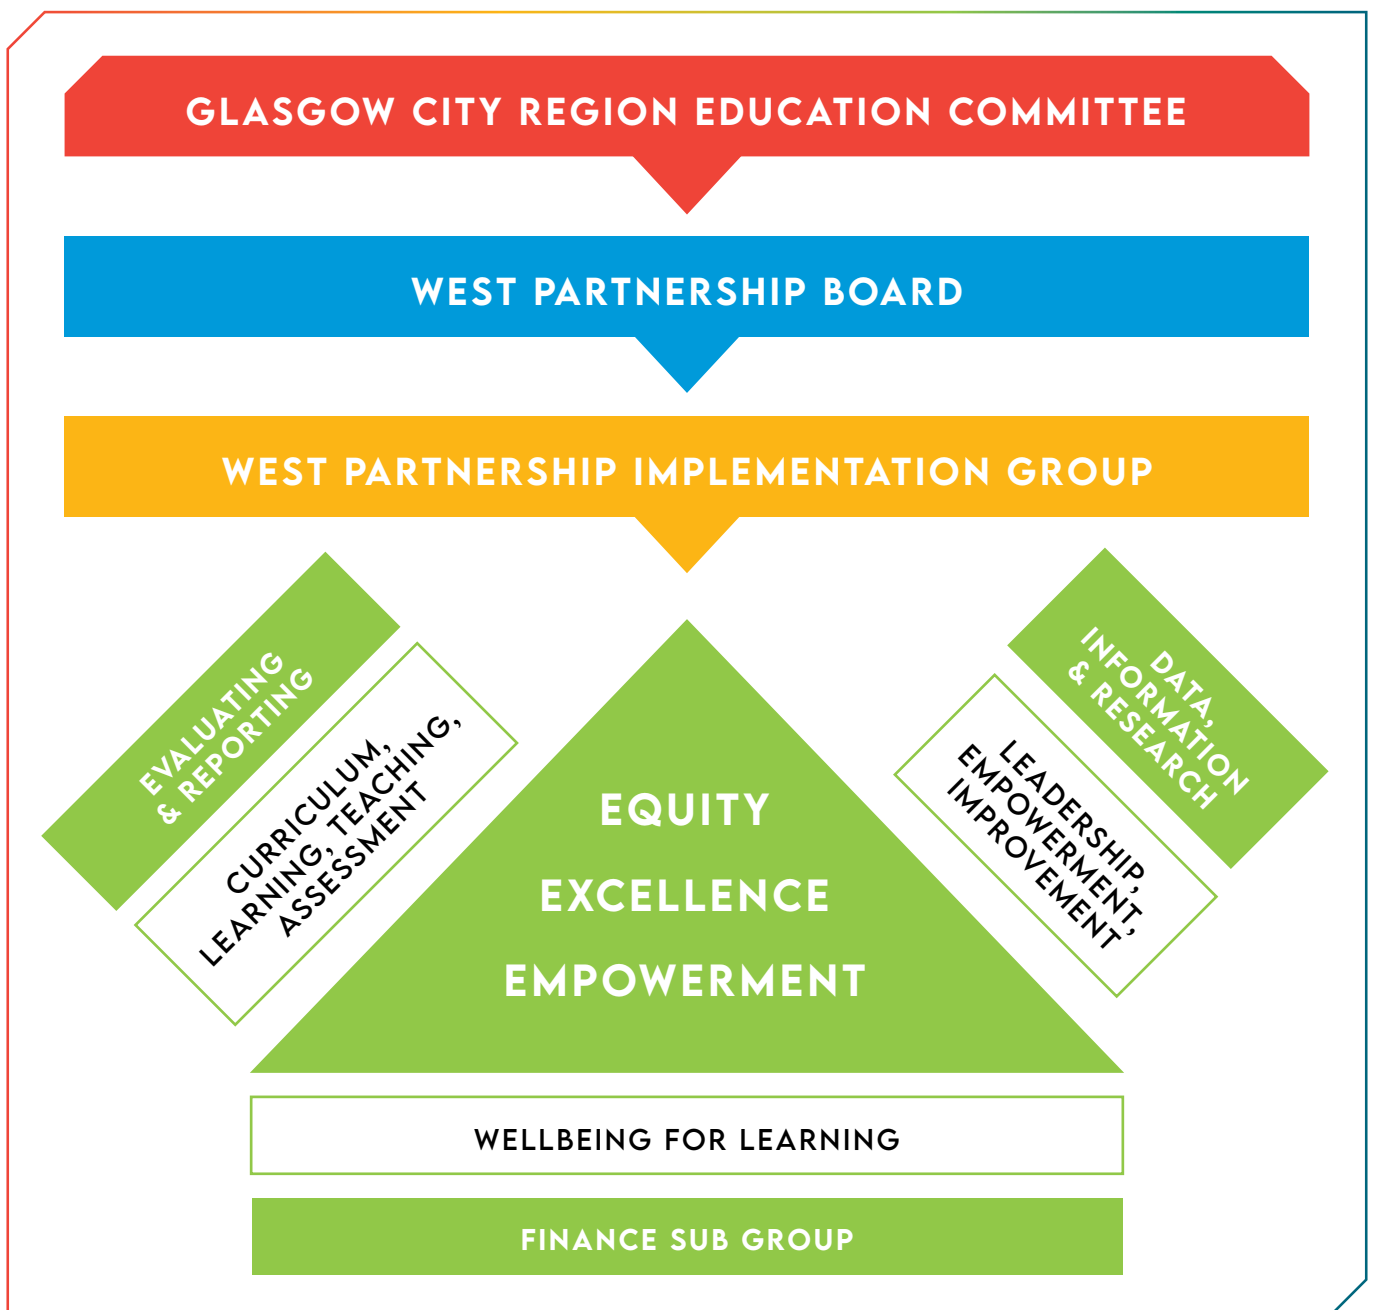 GLASGOW CITY REGION EDUCATION COMMITTEE
WEST PARTNERSHIP BOARD
WEST PARTNERSHIP IMPLEMENTATION GROUP
EVALUATING
& REPORTING
CURRICULUM,
LEARNING, TEACHING,
ASSESSMENT
EQUITY
EXCELLENCE
EMPOWERMENT
DATA,
INFORMATION
& RESEARCH
LEADERSHIP,
EMPOWERMENT,
IMPROVEMENT
WELLBEING FOR LEARNING
FINANCE SUB GROUP